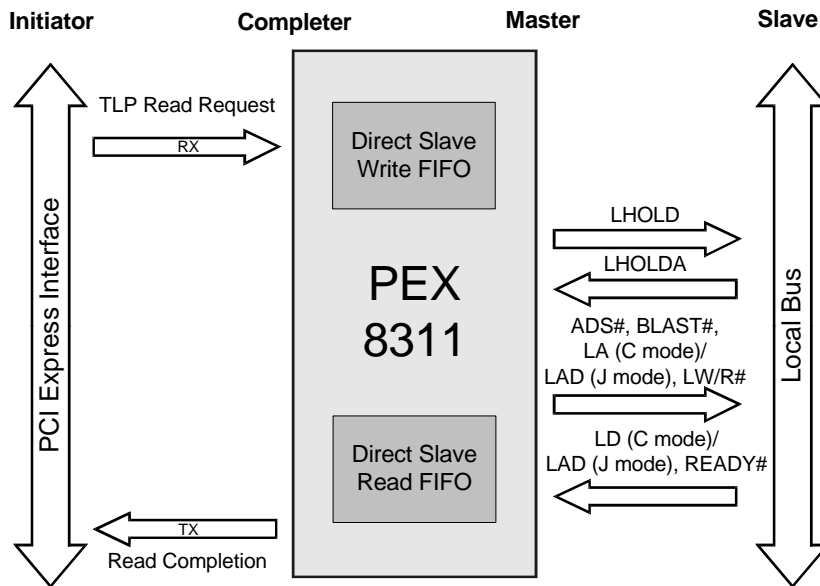 Initiator
Completer
Master
Slave
TLP Read Request
RX
Direct Slave
Write FIFO
LHOLD
LHOLDA
PCI Express Interface
PEX
8311
ADS#, BLAST#,
LA (C mode)/
LAD (J mode), LW/R#
Local Bus
Direct Slave
Read FIFO
LD (C mode)/
LAD (J mode), READY#
TX
Read Completion